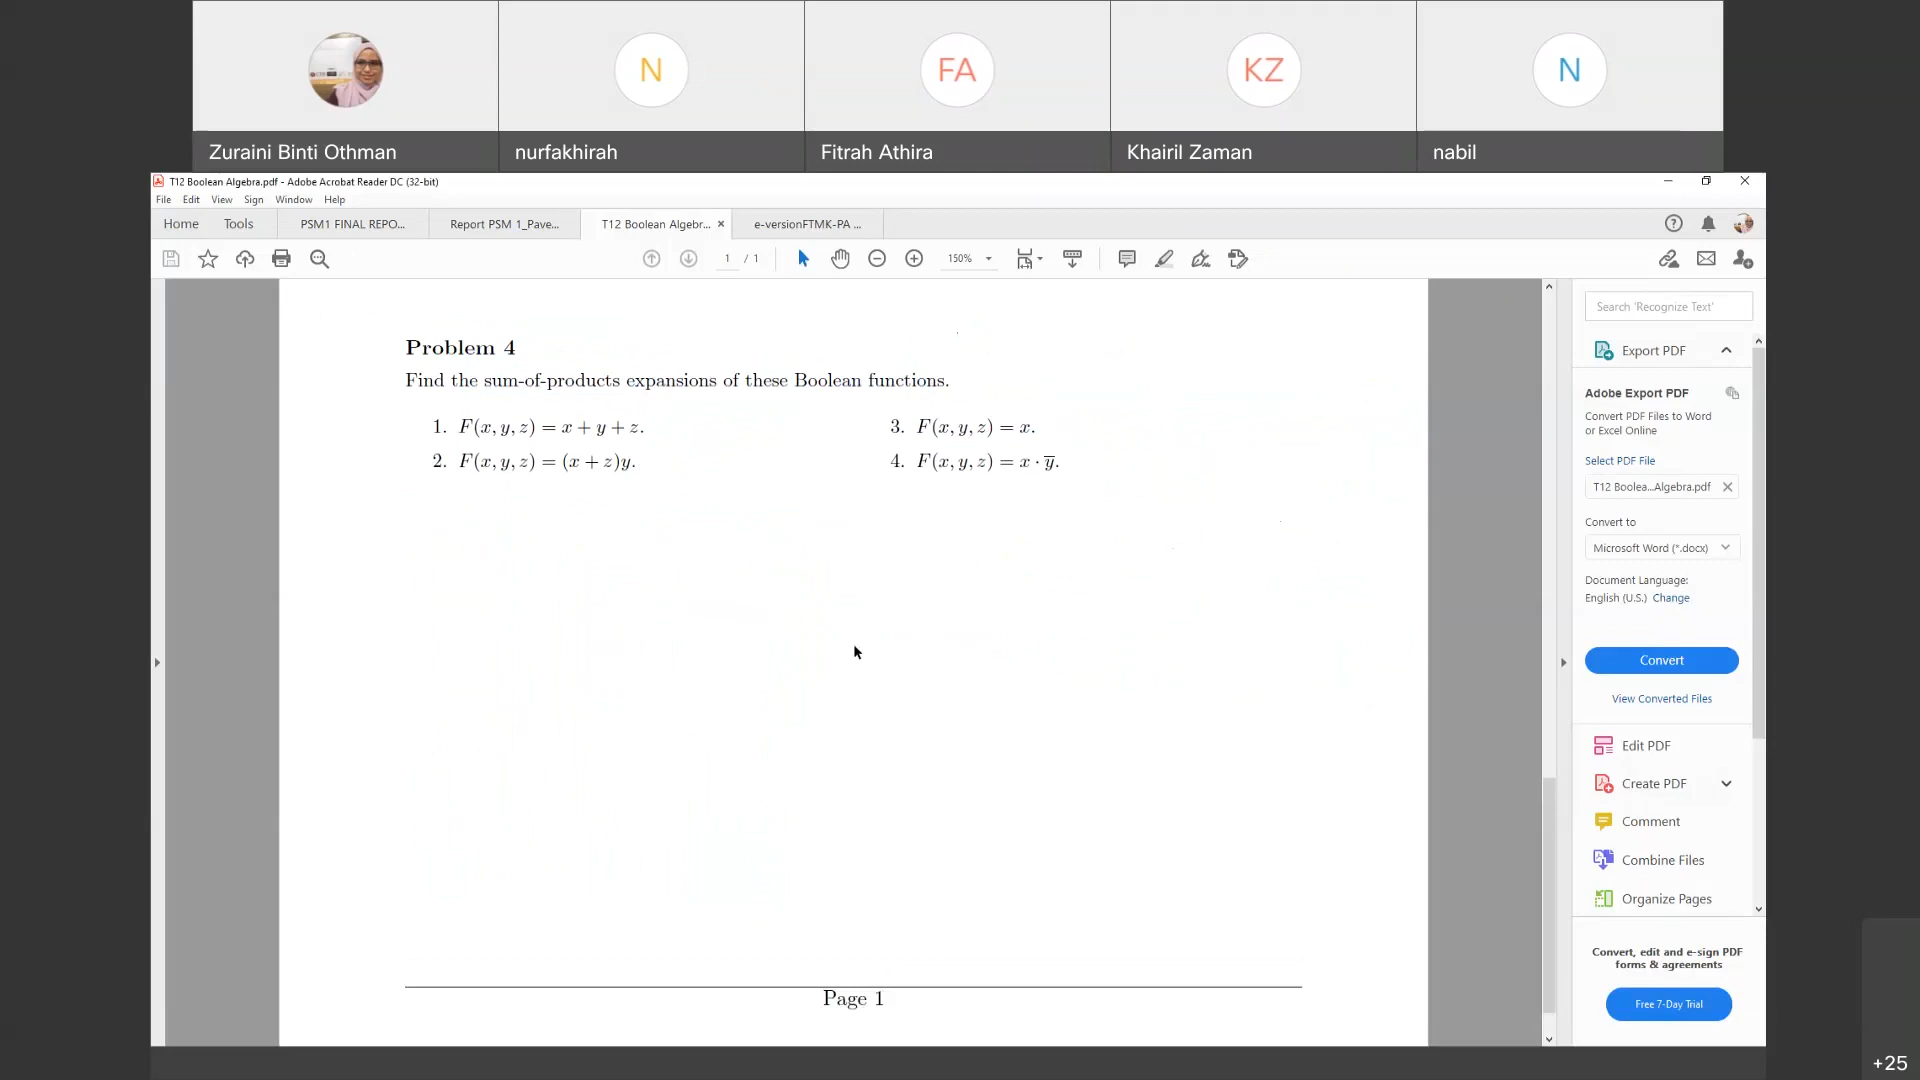 N
FA
KZ
N
Zuraini Binti Othman
nurfakhirah
Fitrah Athira
Khairil Zaman
nabil
T12 Boolean Algebra.pdf - Adobe Acrobat Reader DC (32-bit)
File Edit View Sign Window Help
Home Tools PSM1 FINAL REPO... Report PSM 1_Pave... T12 Boolean Algebr... × e-versionFTMK-PA ...
1 / 1 150%
Problem 4
Find the sum-of-products expansions of these Boolean functions.
1. F(x, y, z) = x + y + z.
2. F(x, y, z) = (x + z)y.
3. F(x, y, z) = x.
4. F(x, y, z) = x · y̅.
Page 1
Search 'Recognize Text'
Export PDF
Adobe Export PDF
Convert PDF Files to Word
or Excel Online
Select PDF File
T12 Boolea...Algebra.pdf
Convert to
Microsoft Word (*.docx)
Document Language:
English (U.S.) Change
Convert
View Converted Files
Edit PDF
Create PDF
Comment
Combine Files
Organize Pages
Convert, edit and e-sign PDF
forms & agreements
Free 7-Day Trial
+25